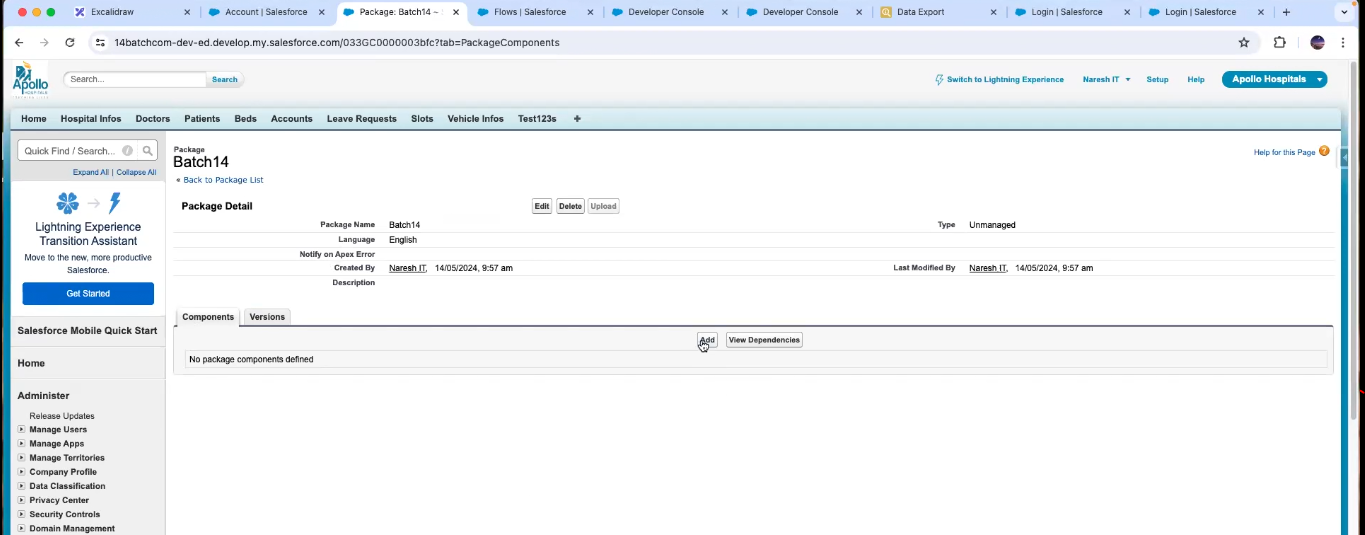 Excalidraw
Account | Salesforce
Package: Batch14 ~
Flows | Salesforce
Developer Console
Developer Console
Data Export
Login | Salesforce
Login | Salesforce
14batchcom-dev-ed.develop.my.salesforce.com/033GC0000003bfc?tab=PackageComponents
Apollo
HOSPITALS
Search...
Search
Switch to Lightning Experience
Naresh IT
Setup
Help
Apollo Hospitals
Home
Hospital Infos
Doctors
Patients
Beds
Accounts
Leave Requests
Slots
Vehicle Infos
Test123s
+
Quick Find / Search...
Expand All | Collapse All
Lightning Experience
Transition Assistant
Move to the new, more productive
Salesforce.
Get Started
Salesforce Mobile Quick Start
Home
Administer
Release Updates
Manage Users
Manage Apps
Manage Territories
Company Profile
Data Classification
Privacy Center
Security Controls
Domain Management
Package
Batch14
« Back to Package List
Help for this Page
Package Detail
Edit
Delete
Upload
Package Name Batch14
Type Unmanaged
Language English
Notify on Apex Error
Created By Naresh IT, 14/05/2024, 9:57 am
Last Modified By Naresh IT, 14/05/2024, 9:57 am
Description
Components
Versions
Add
View Dependencies
No package components defined